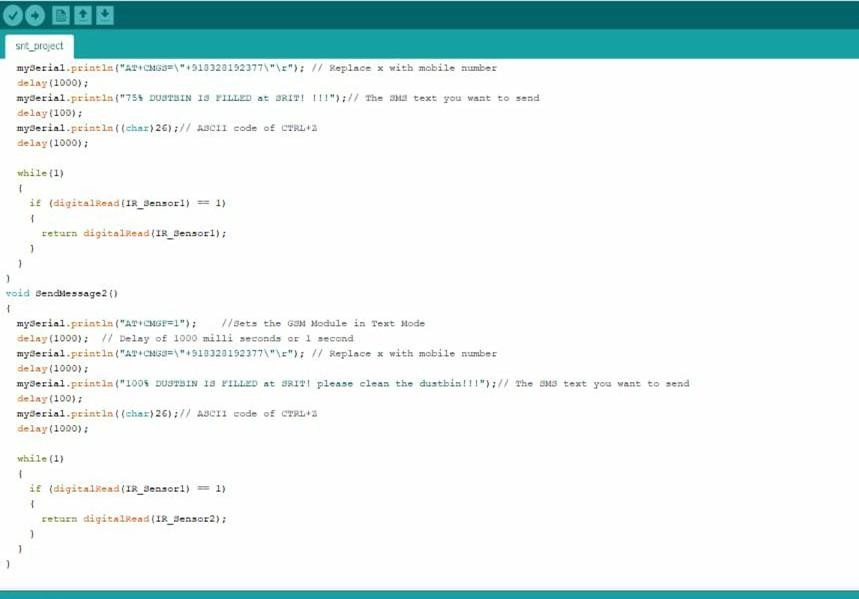 srit_project
mySerial.println("AT+CMGS=\"+918328192377\"\r"); // Replace x with mobile number
delay(1000);
mySerial.println("75% DUSTBIN IS FILLED at SRIT! !!!");// The SMS text you want to send
delay(100);
mySerial.println((char)26);// ASCII code of CTRL+Z
delay(1000);
while(1)
{
if (digitalRead(IR_Sensor1) == 1)
{
return digitalRead(IR_Sensor1);
}
}
}
void SendMessage2()
{
mySerial.println("AT+CMGF=1"); //Sets the GSM Module in Text Mode
delay(1000); // Delay of 1000 milli seconds or 1 second
mySerial.println("AT+CMGS=\"+918328192377\"\r"); // Replace x with mobile number
delay(1000);
mySerial.println("100% DUSTBIN IS FILLED at SRIT! please clean the dustbin!!!");// The SMS text you want to send
delay(100);
mySerial.println((char)26);// ASCII code of CTRL+Z
delay(1000);
while(1)
{
if (digitalRead(IR_Sensor1) == 1)
{
return digitalRead(IR_Sensor2);
}
}
}